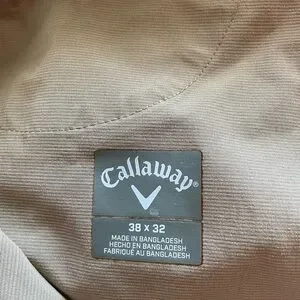 Callaway®
38 x 32
MADE IN BANGLADESH
HECHO EN BANGLADESH
FABRIQUÉ AU BANGLADESH